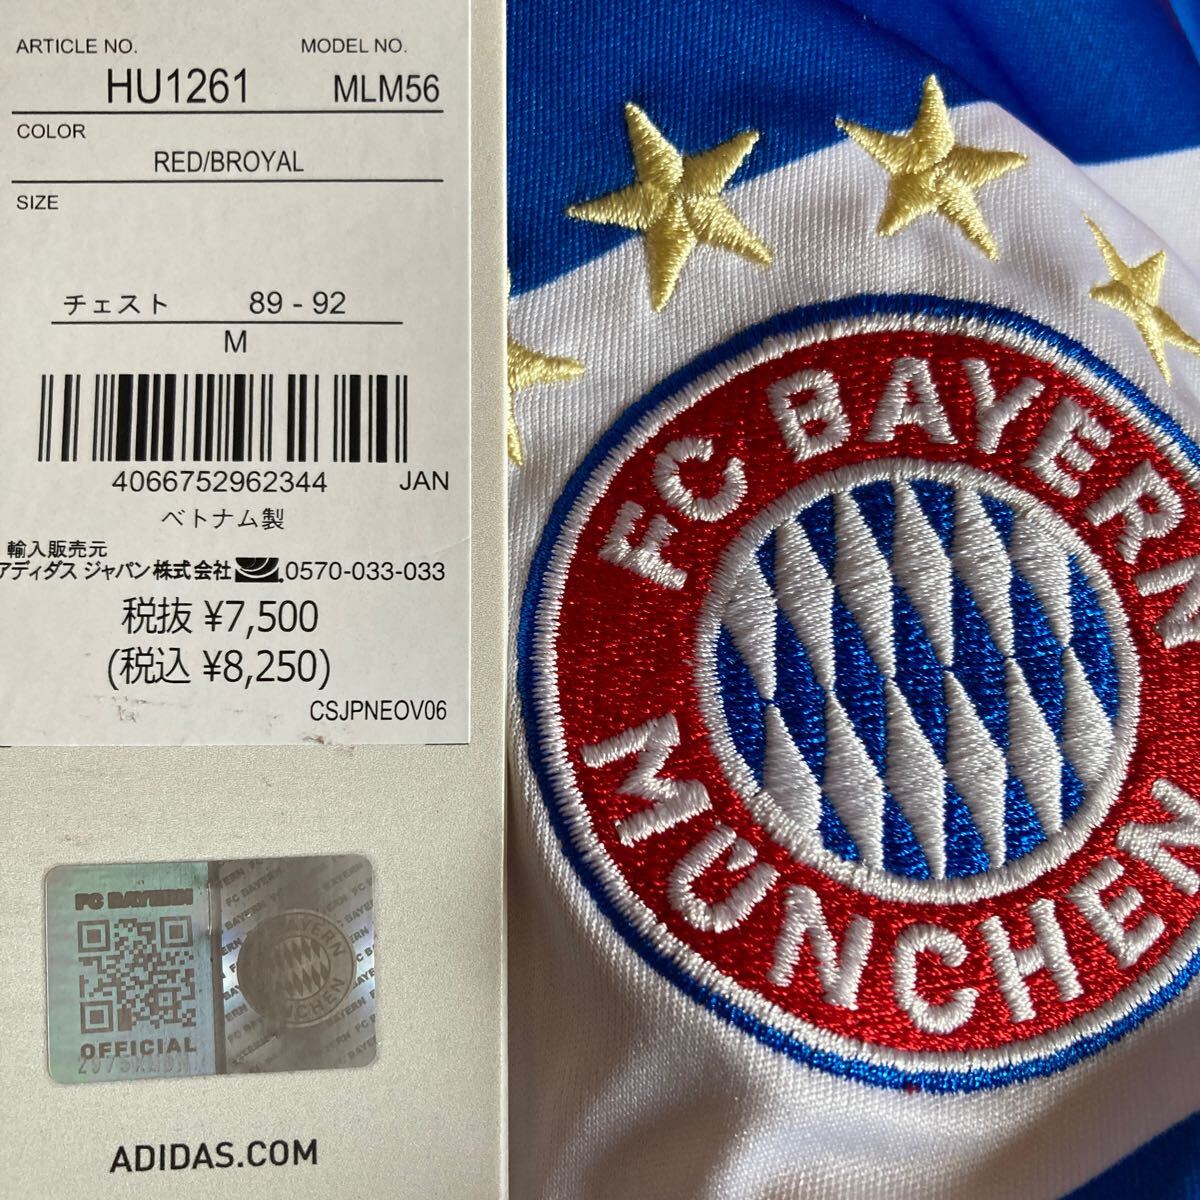 ARTICLE NO. MODEL NO.
HU1261 MLM56
COLOR
RED/BROYAL
SIZE
チェスト 89 - 92
M
4066752962344 JAN
ベトナム製
輸入販売元
アディダス ジャパン株式会社 0570-033-033
税抜 ¥7,500
(税込 ¥8,250)
CSJPNEOV06
FC BAYERN
OFFICIAL
ADIDAS.COM
FC BAYERN
MÜNCHEN